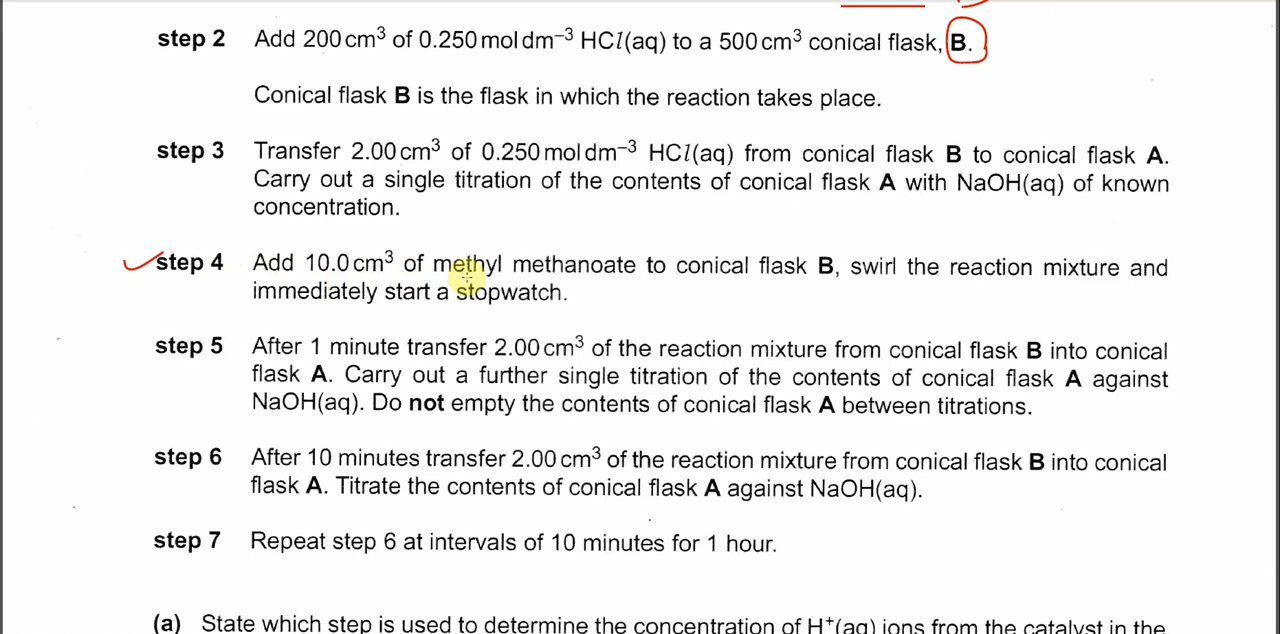 step 2 Add 200 cm³ of 0.250 mol dm⁻³ HCl(aq) to a 500 cm³ conical flask, B.
Conical flask B is the flask in which the reaction takes place.
step 3 Transfer 2.00 cm³ of 0.250 mol dm⁻³ HCl(aq) from conical flask B to conical flask A.
Carry out a single titration of the contents of conical flask A with NaOH(aq) of known
concentration.
step 4 Add 10.0 cm³ of methyl methanoate to conical flask B, swirl the reaction mixture and
immediately start a stopwatch.
step 5 After 1 minute transfer 2.00 cm³ of the reaction mixture from conical flask B into conical
flask A. Carry out a further single titration of the contents of conical flask A against
NaOH(aq). Do not empty the contents of conical flask A between titrations.
step 6 After 10 minutes transfer 2.00 cm³ of the reaction mixture from conical flask B into conical
flask A. Titrate the contents of conical flask A against NaOH(aq).
step 7 Repeat step 6 at intervals of 10 minutes for 1 hour.
(a) State which step is used to determine the concentration of H⁺(aq) ions from the catalyst in the